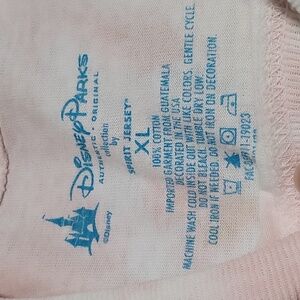 Disney Parks
AUTHENTIC • ORIGINAL
collection
by
SPIRIT JERSEY®
XL
100% COTTON
IMPORTED GARMENT FROM GUATEMALA
DECORATED IN THE USA
MACHINE WASH COLD INSIDE OUT WITH LIKE COLORS. GENTLE CYCLE.
DO NOT BLEACH. TUMBLE DRY LOW.
COOL IRON IF NEEDED. DO NOT IRON ON DECORATION.
©Disney